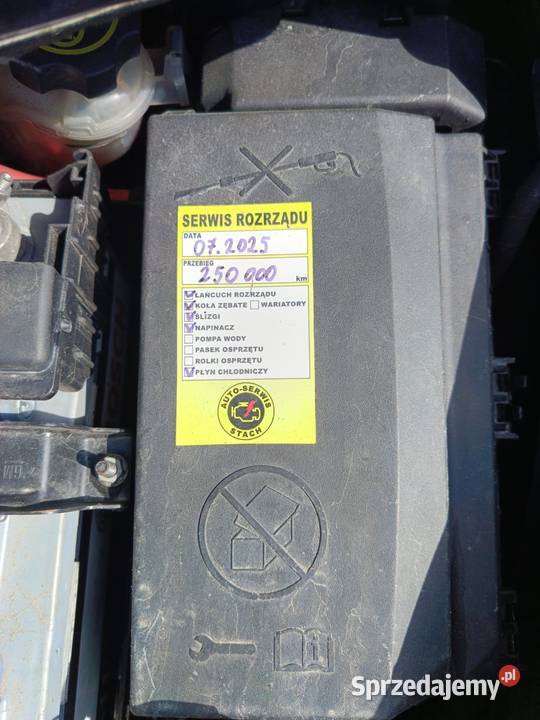 SERWIS ROZRZĄDU
DATA
07.2025
PRZEBIEG
250 000 km
ŁAŃCUCH ROZRZĄDU
KOŁA ZĘBATE WARIATORY
ŚLIZGI
NAPINACZ
POMPA WODY
PASEK OSPRZĘTU
ROLKI OSPRZĘTU
PŁYN CHŁODNICZY
AUTO-SERWIS
STACH
GM
i
Sprzedajemy.pl